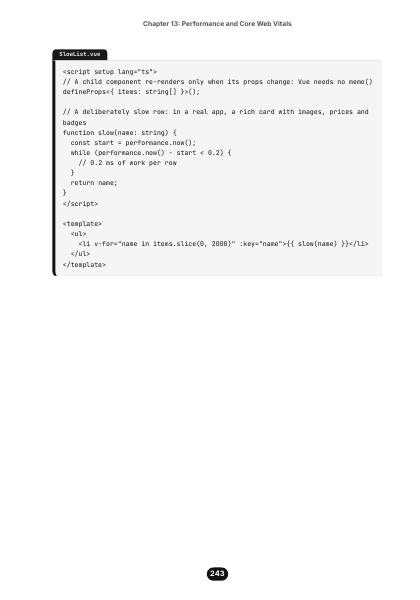 Chapter 13: Performance and Core Web Vitals
SlowList.vue
<script setup lang="ts">
// A child component re-renders only when its props change: Vue needs no memo()
defineProps<{ items: string[] }>();

// A deliberately slow row: in a real app, a rich card with images, prices and
badges
function slow(name: string) {
  const start = performance.now();
  while (performance.now() - start < 0.2) {
    // 0.2 ms of work per row
  }
  return name;
}
</script>

<template>
  <ul>
    <li v-for="name in items.slice(0, 2000)" :key="name">{{ slow(name) }}</li>
  </ul>
</template>
243